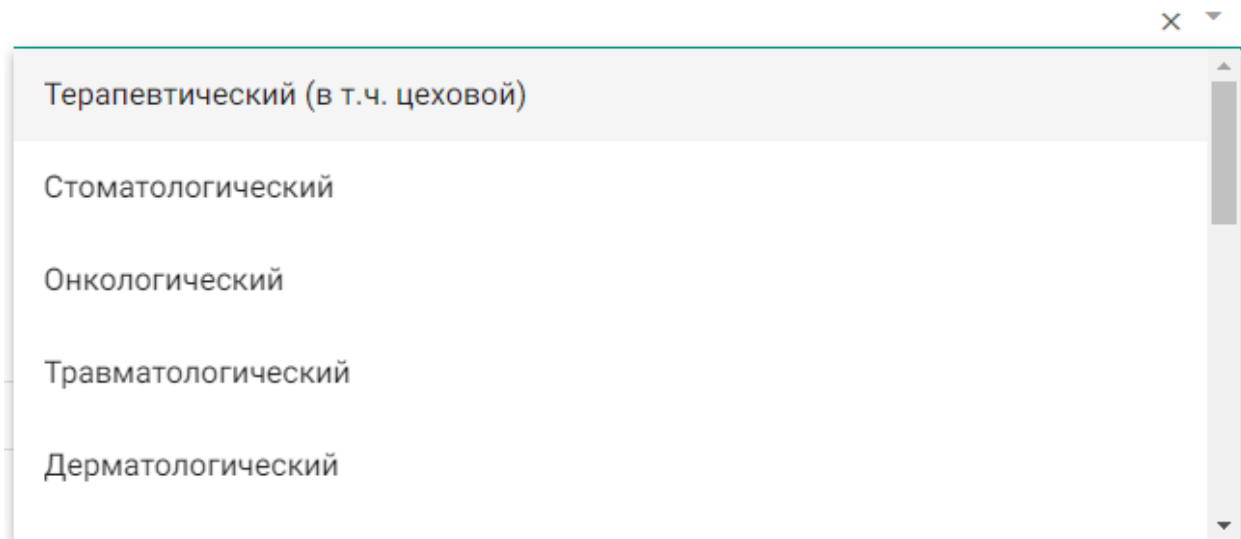 Терапевтический (в т.ч. цеховой)
Стоматологический
Онкологический
Травматологический
Дерматологический